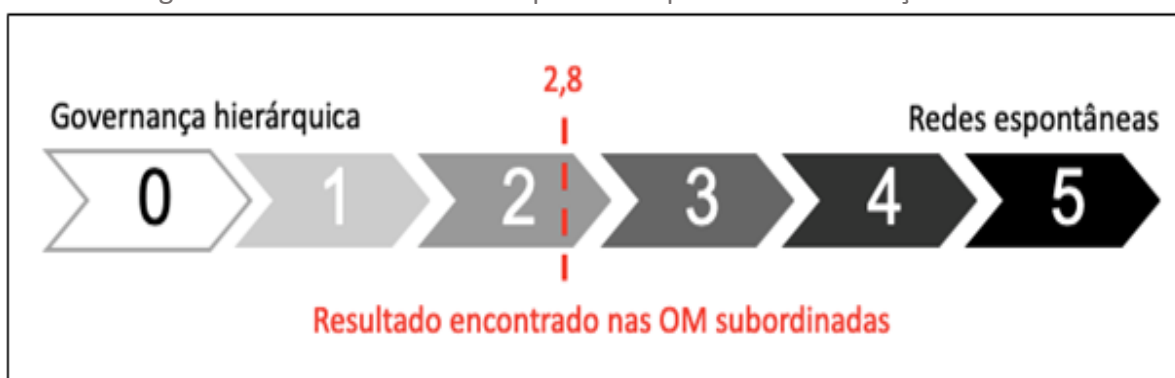 2,8
Governança hierárquica
Redes espontâneas
0 1 2 3 4 5
Resultado encontrado nas OM subordinadas